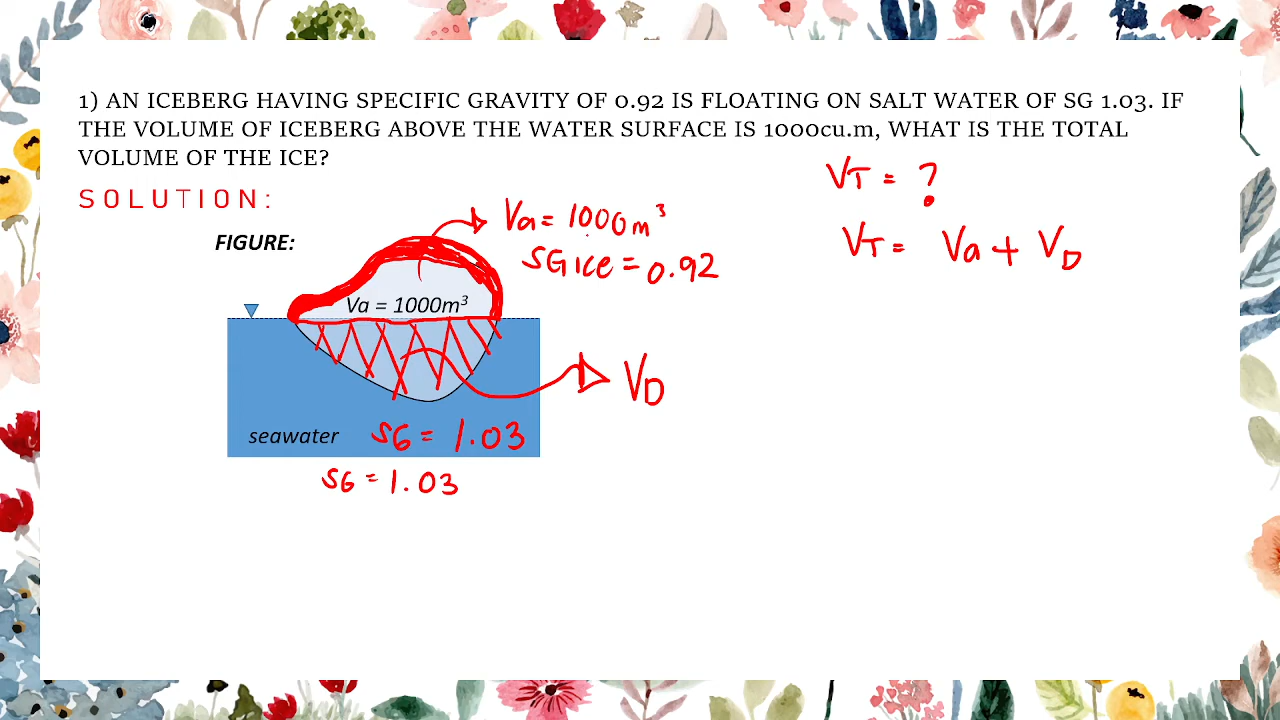 1) AN ICEBERG HAVING SPECIFIC GRAVITY OF 0.92 IS FLOATING ON SALT WATER OF SG 1.03. IF
THE VOLUME OF ICEBERG ABOVE THE WATER SURFACE IS 1000cu.m, WHAT IS THE TOTAL
VOLUME OF THE ICE?
VT = ?
SOLUTION:
Va = 1000m³
VT = Va + VD
FIGURE:
SG ice = 0.92
Va = 1000m³
VD
seawater SG = 1.03
SG = 1.03